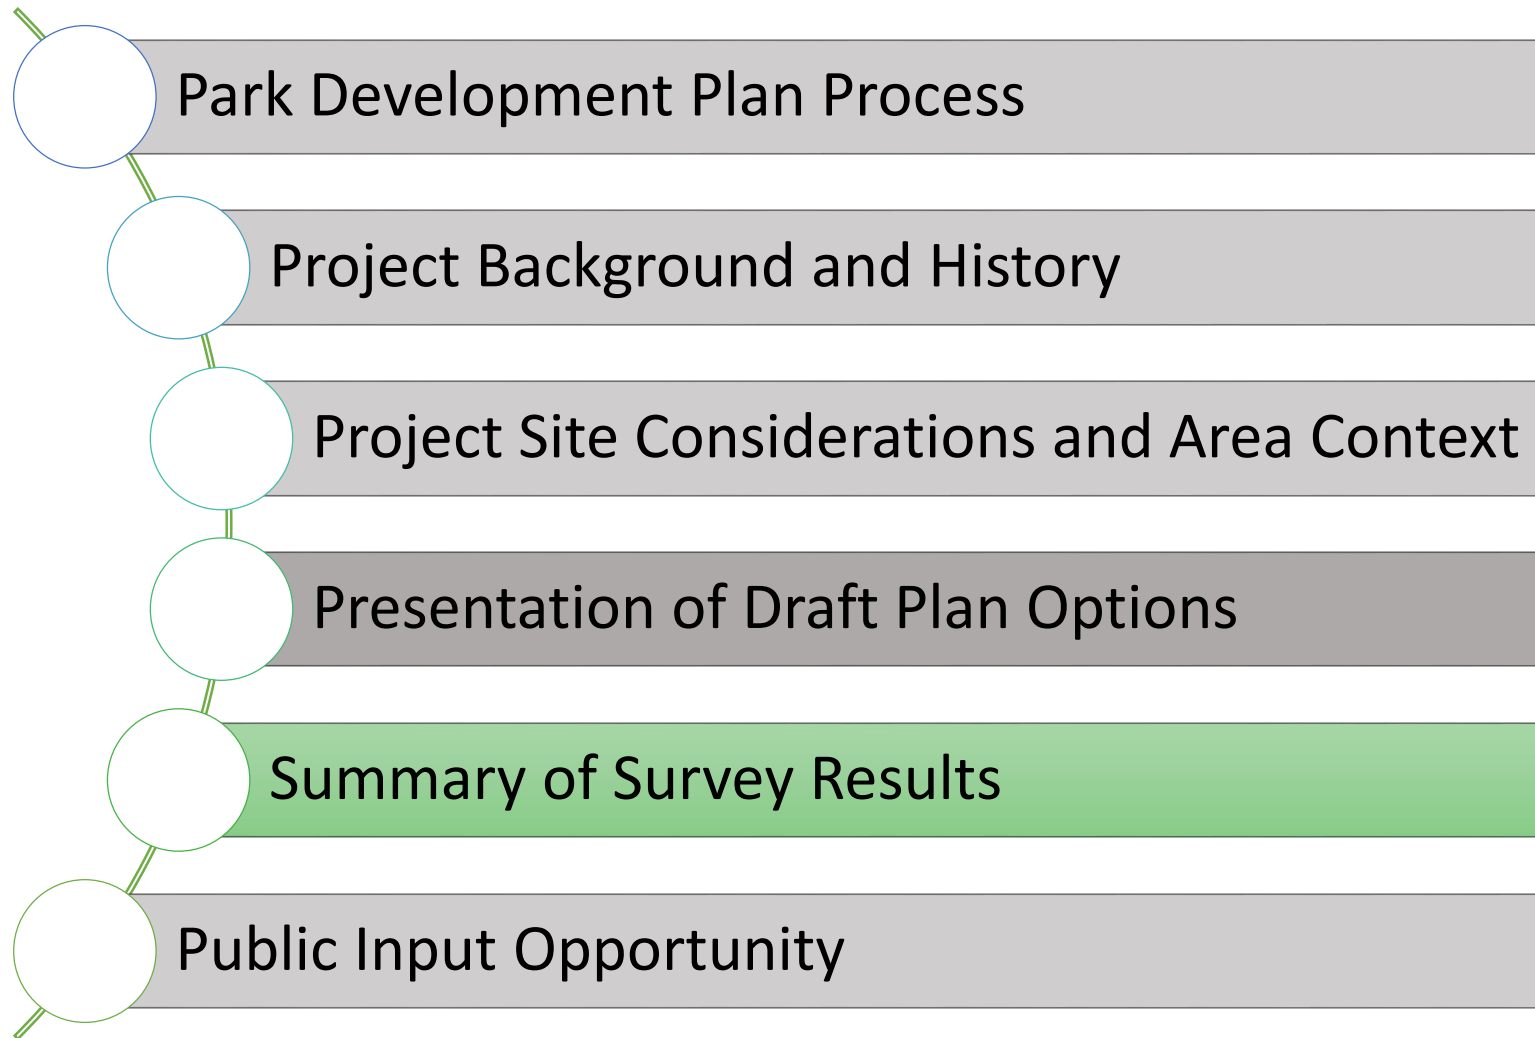 Park Development Plan Process
Project Background and History
Project Site Considerations and Area Context
Presentation of Draft Plan Options
Summary of Survey Results
Public Input Opportunity